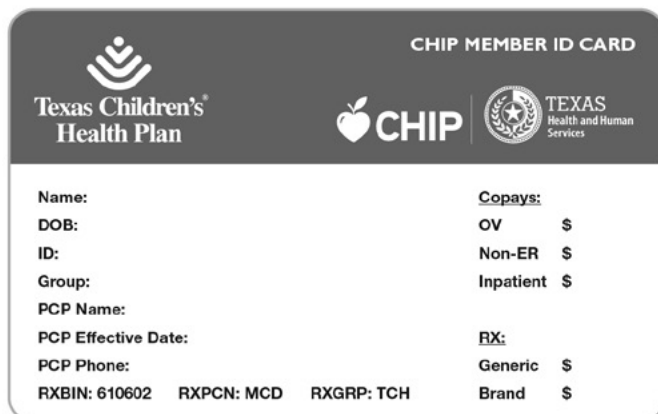 CHIP MEMBER ID CARD
Texas Children's®
Health Plan
CHIP
TEXAS
Health and Human
Services
Name:
DOB:
ID:
Group:
PCP Name:
PCP Effective Date:
PCP Phone:
RXBIN: 610602 RXPCN: MCD RXGRP: TCH
Copays:
OV $
Non-ER $
Inpatient $
RX:
Generic $
Brand $